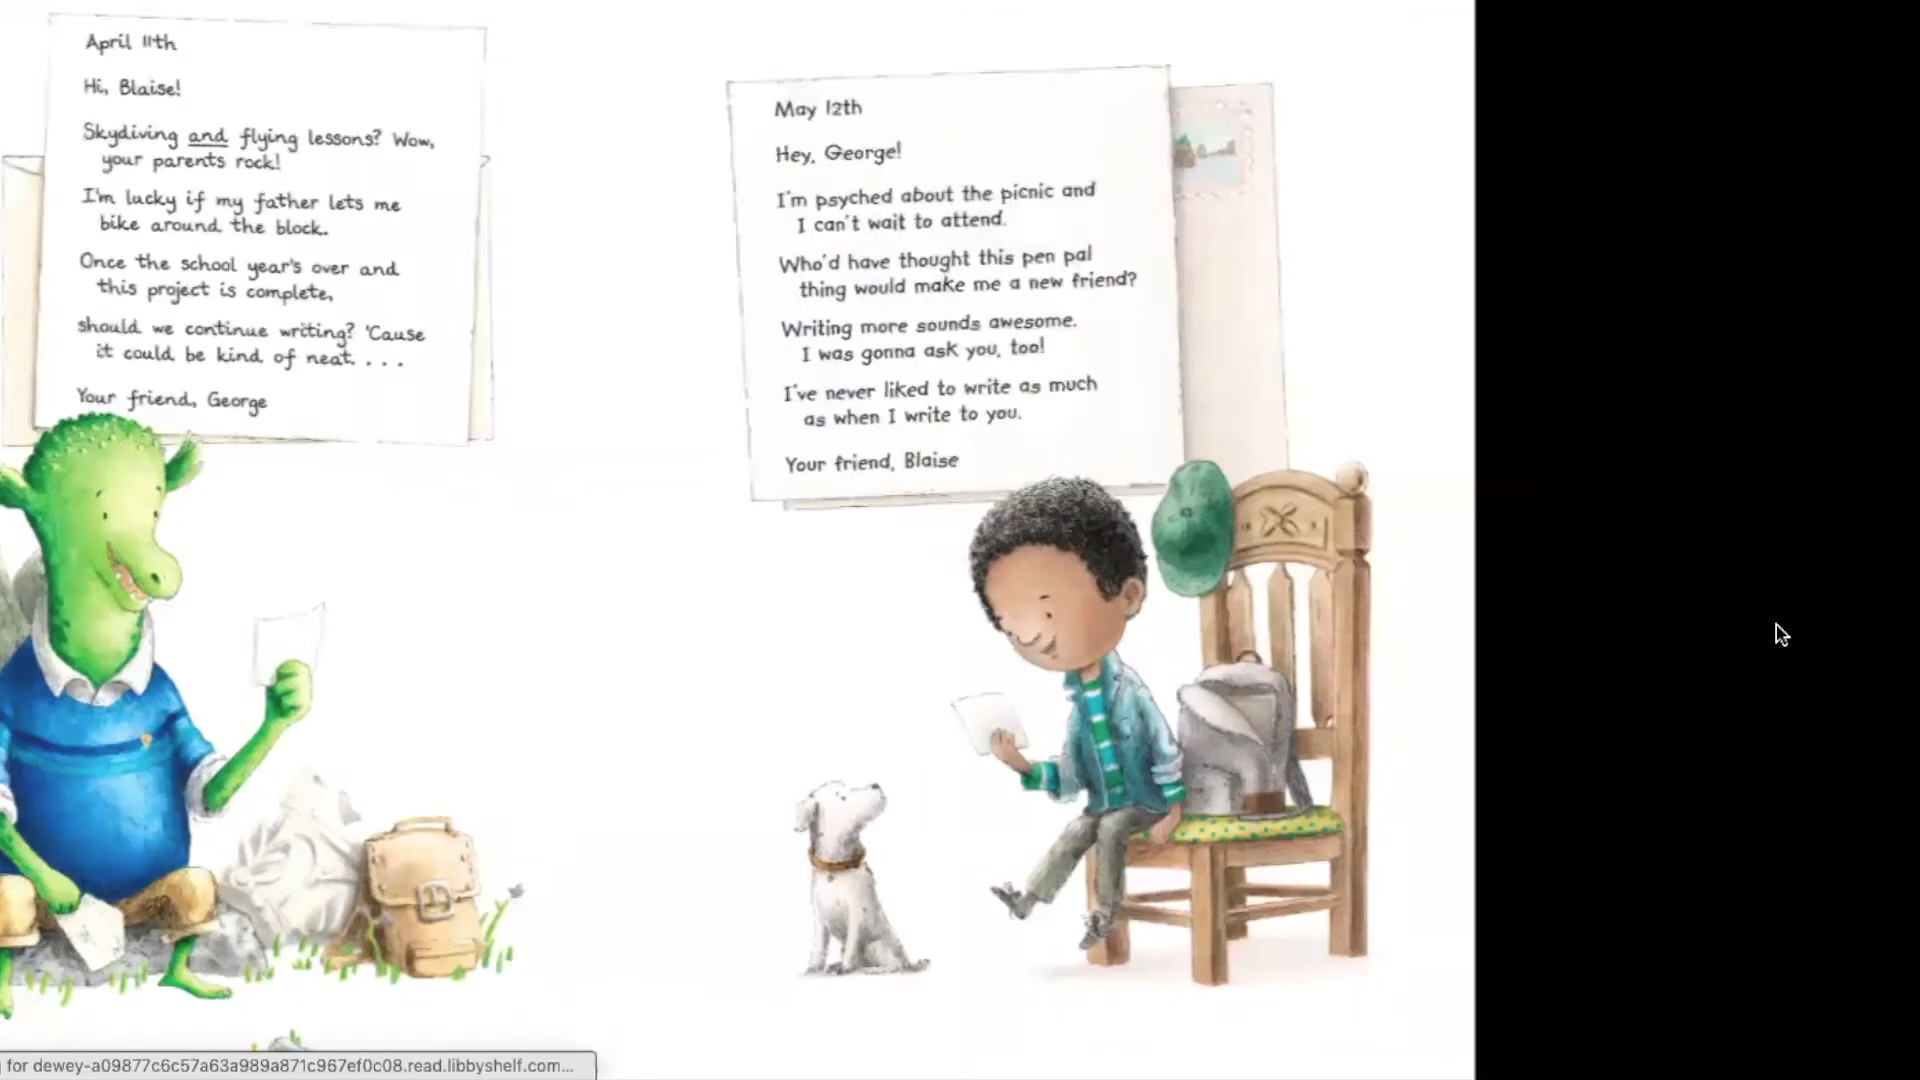 April 11th
Hi, Blaise!
Skydiving and flying lessons? Wow,
your parents rock!
I'm lucky if my father lets me
bike around the block.
Once the school year's over and
this project is complete,
should we continue writing? 'Cause
it could be kind of neat. . . .
Your friend, George
May 12th
Hey, George!
I'm psyched about the picnic and
I can't wait to attend.
Who'd have thought this pen pal
thing would make me a new friend?
Writing more sounds awesome.
I was gonna ask you, too!
I've never liked to write as much
as when I write to you.
Your friend, Blaise
for dewey-a09877c6c57a63a989a871c967ef0c08.read.libbyshelf.com...